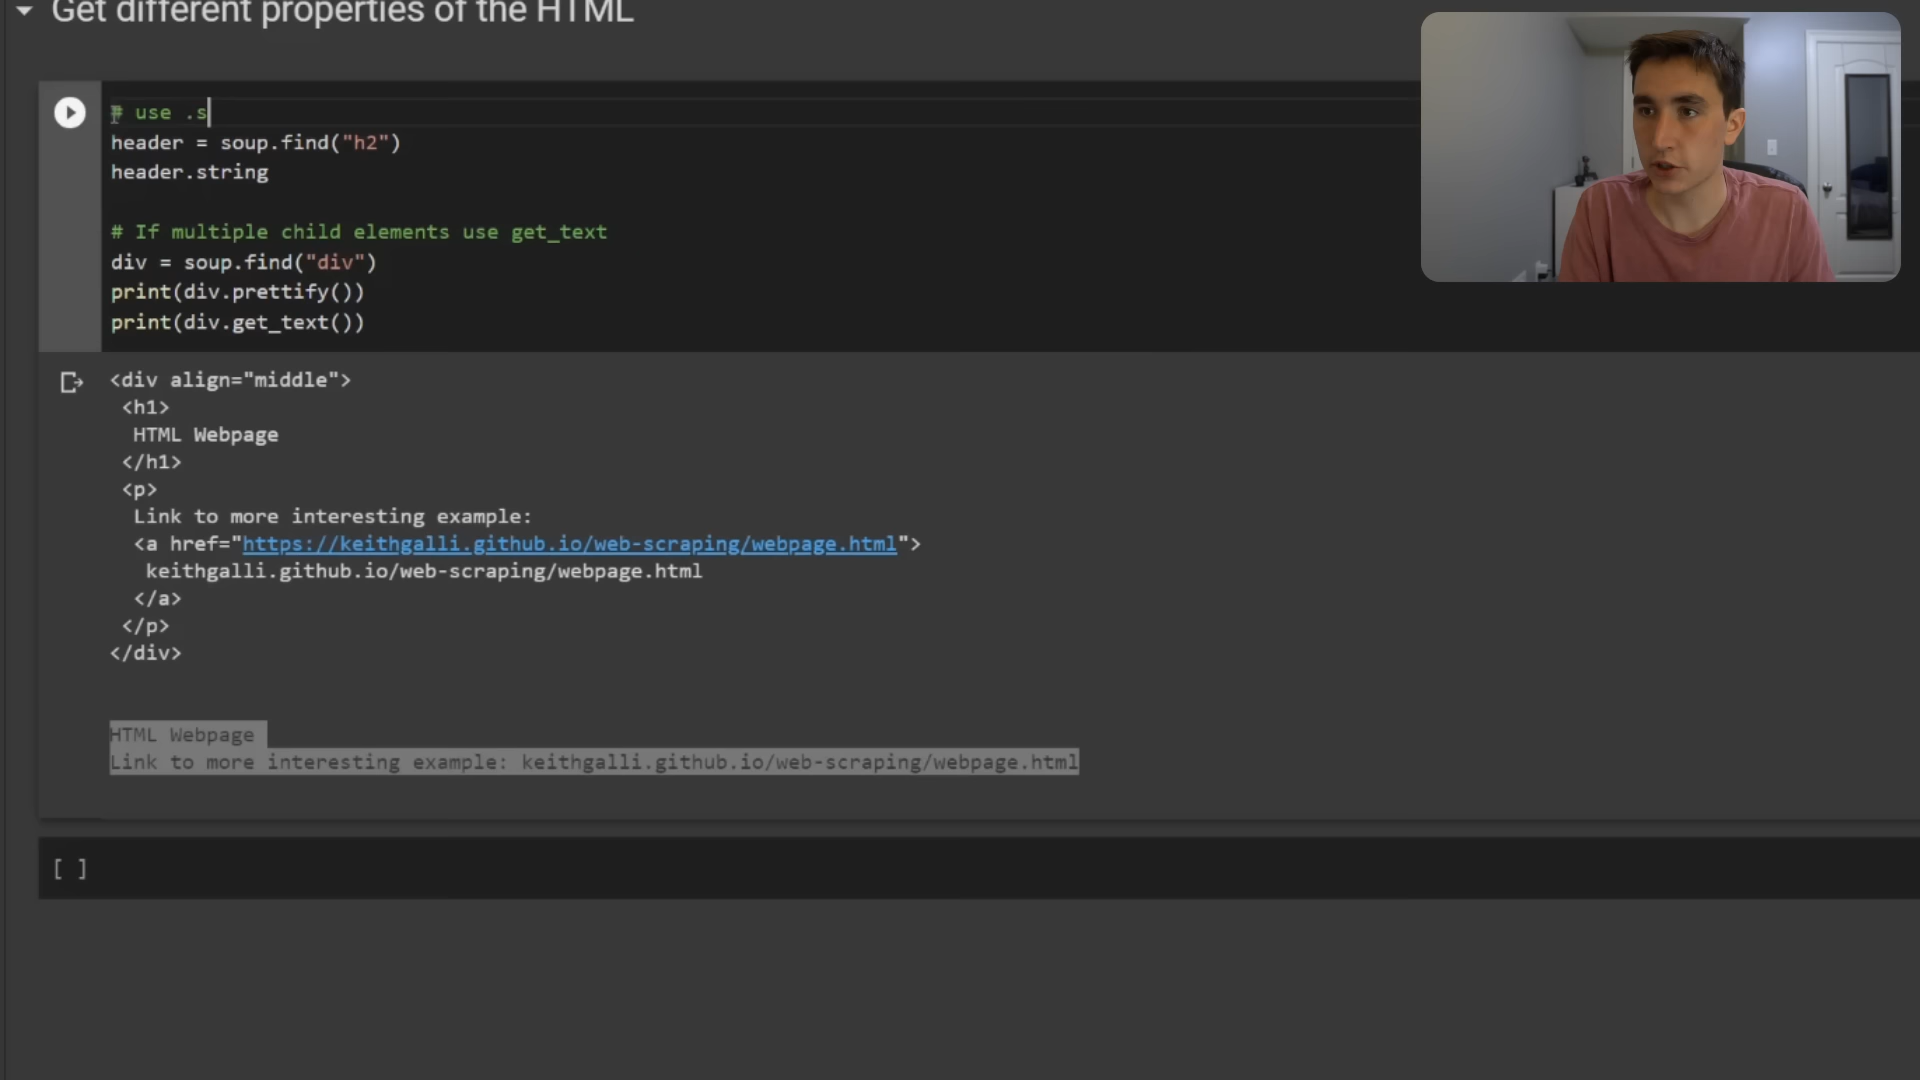 Get different properties of the HTML
# use .s
header = soup.find("h2")
header.string
# If multiple child elements use get_text
div = soup.find("div")
print(div.prettify())
print(div.get_text())
<div align="middle">
<h1>
HTML Webpage
</h1>
<p>
Link to more interesting example:
<a href="https://keithgalli.github.io/web-scraping/webpage.html">
keithgalli.github.io/web-scraping/webpage.html
</a>
</p>
</div>
HTML Webpage
Link to more interesting example: keithgalli.github.io/web-scraping/webpage.html
[ ]